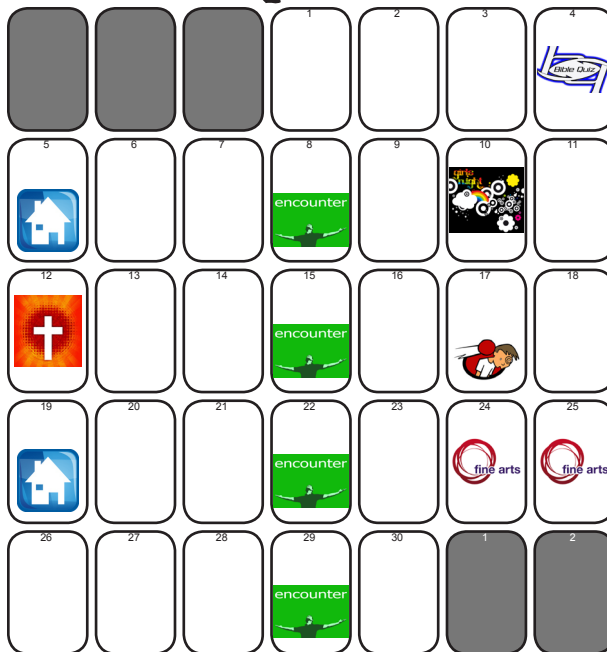 1 2 3 4
Bible Quiz
5 6 7 8 9 10 11
encounter
girls
night
12 13 14 15 16 17 18
encounter
19 20 21 22 23 24 25
encounter
fine arts
fine arts
26 27 28 29 30 1 2
encounter